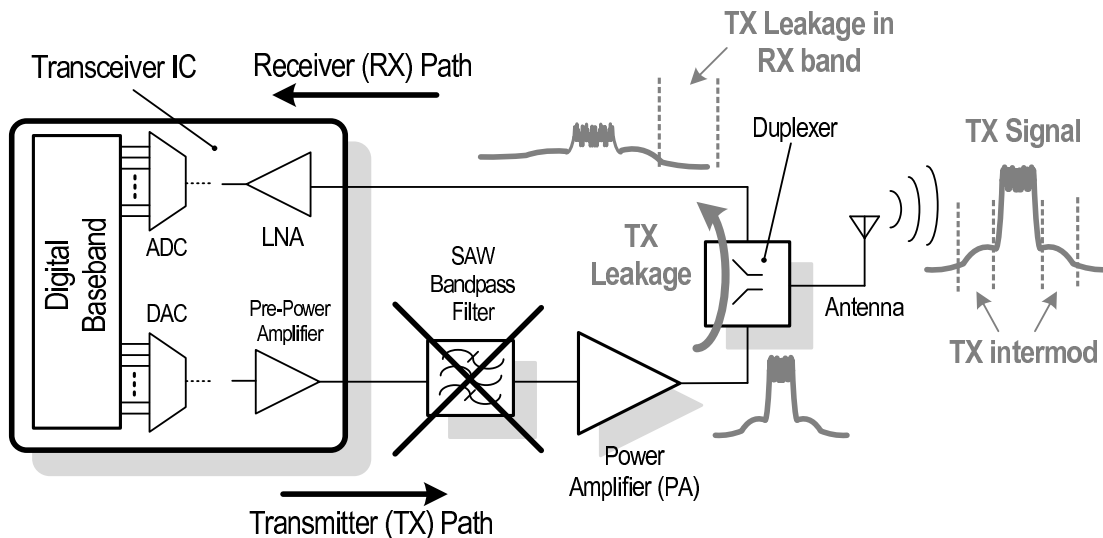 TX Leakage in
RX band
Transceiver IC
Receiver (RX) Path
Duplexer
TX Signal
Digital
Baseband
ADC
LNA
TX
Leakage
SAW
Bandpass
Filter
DAC
Pre-Power
Amplifier
Antenna
TX intermod
Power
Amplifier (PA)
Transmitter (TX) Path